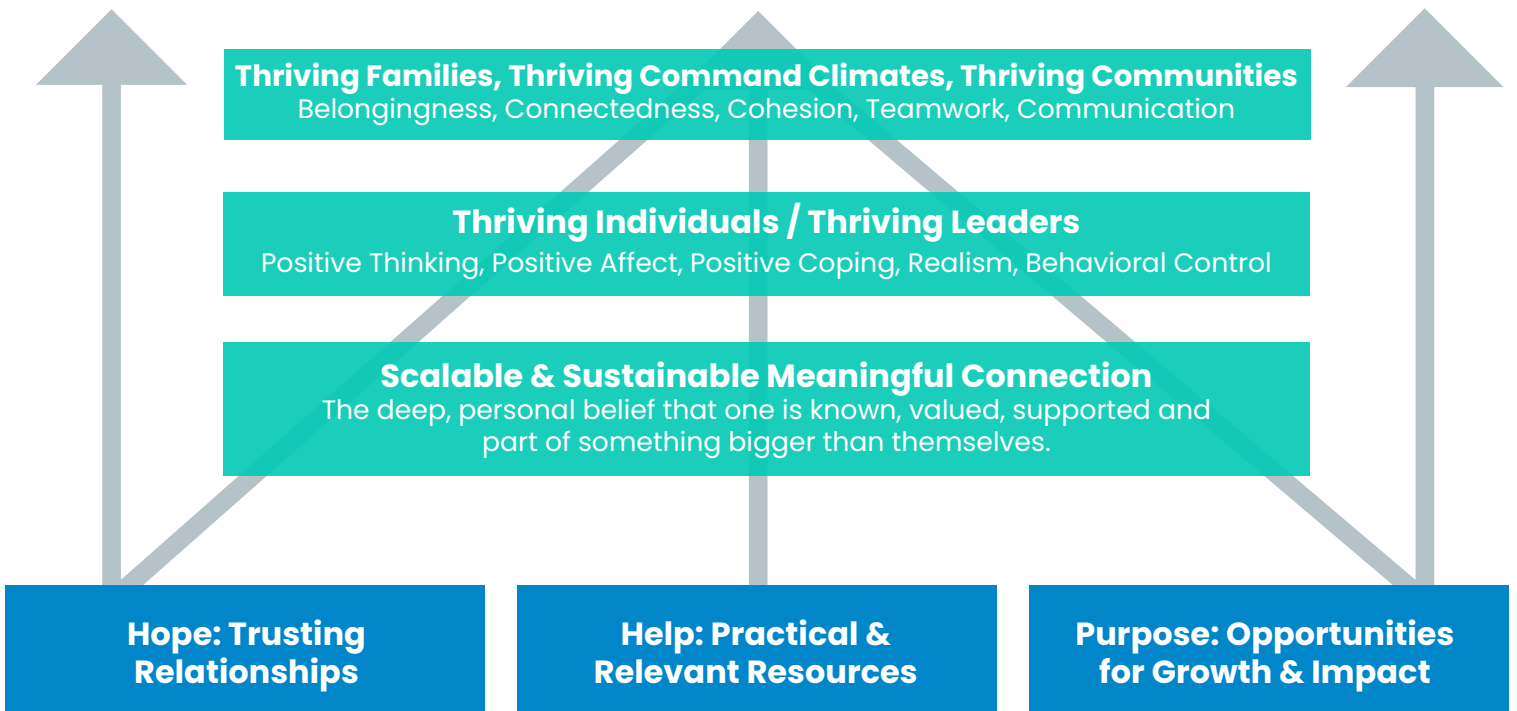 Thriving Families, Thriving Command Climates, Thriving Communities
Belongingness, Connectedness, Cohesion, Teamwork, Communication
Thriving Individuals / Thriving Leaders
Positive Thinking, Positive Affect, Positive Coping, Realism, Behavioral Control
Scalable & Sustainable Meaningful Connection
The deep, personal belief that one is known, valued, supported and
part of something bigger than themselves.
Hope: Trusting
Relationships
Help: Practical &
Relevant Resources
Purpose: Opportunities
for Growth & Impact